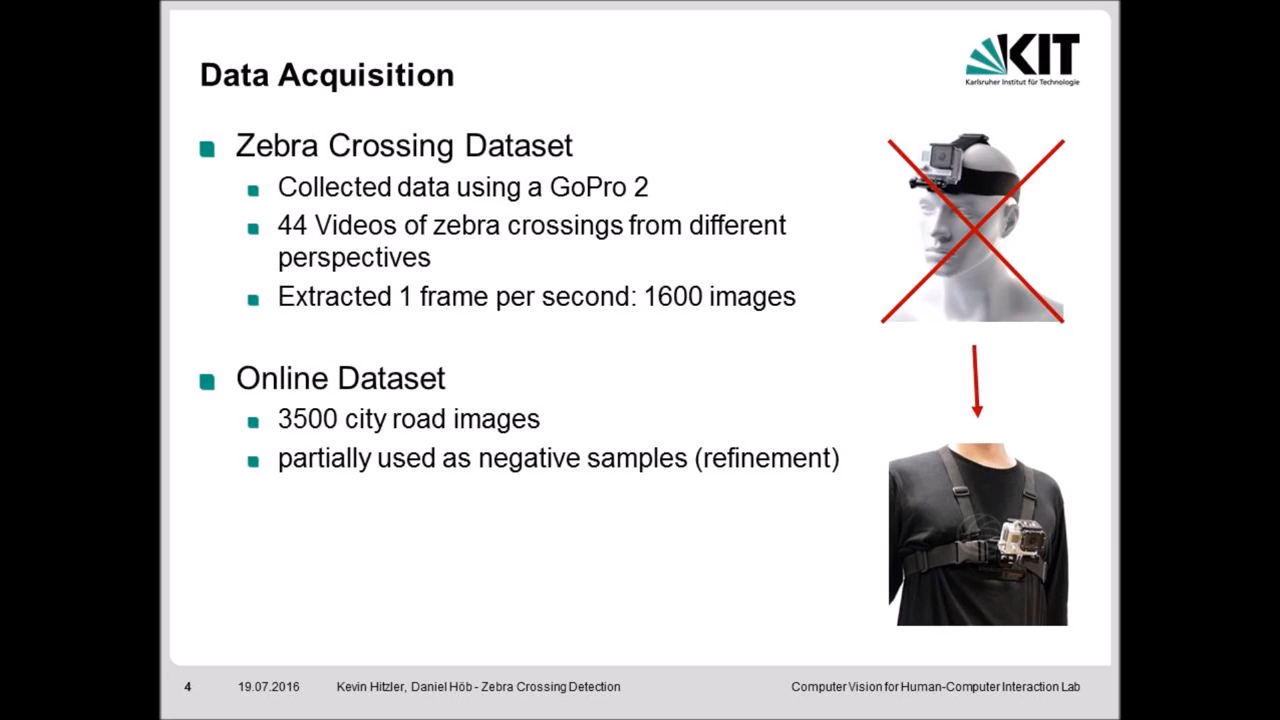 KIT
Karlsruher Institut für Technologie
Data Acquisition
Zebra Crossing Dataset
Collected data using a GoPro 2
44 Videos of zebra crossings from different
perspectives
Extracted 1 frame per second: 1600 images
Online Dataset
3500 city road images
partially used as negative samples (refinement)
4 19.07.2016 Kevin Hitzler, Daniel Höb - Zebra Crossing Detection Computer Vision for Human-Computer Interaction Lab